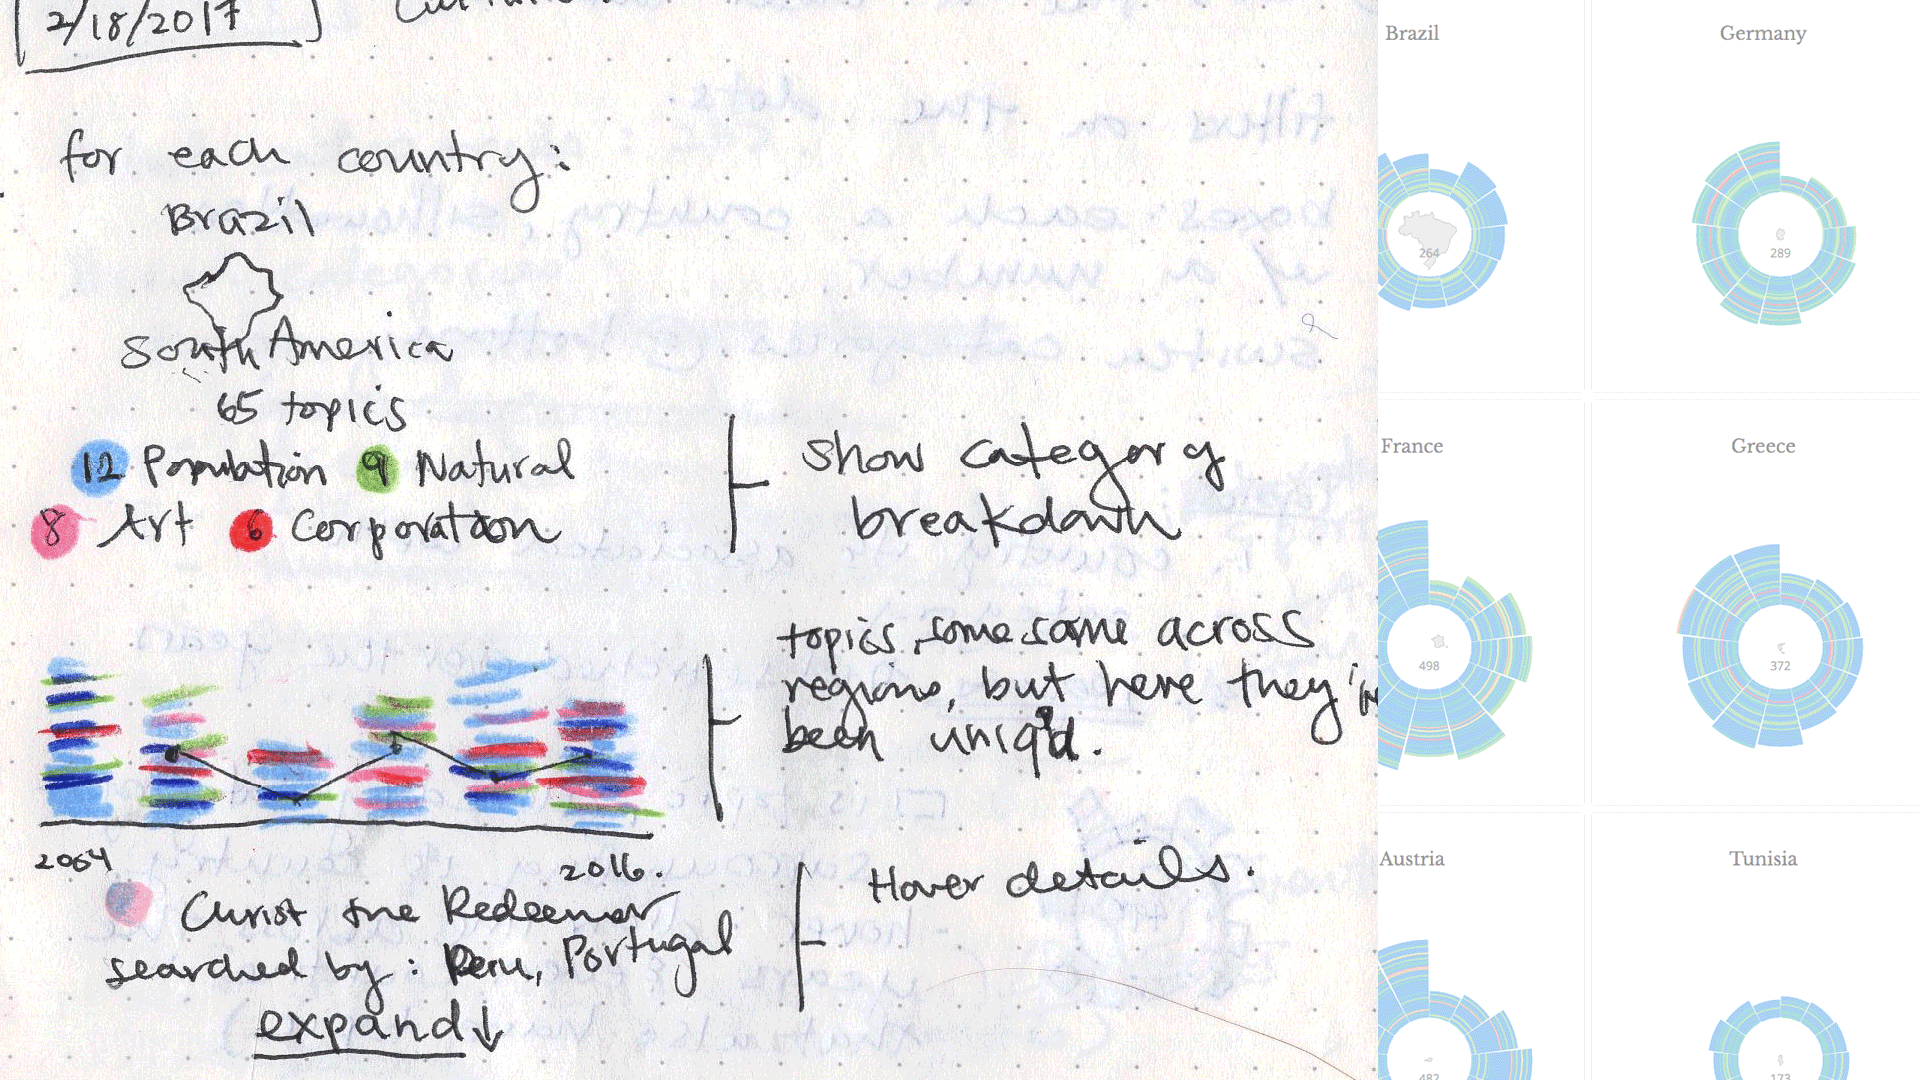 2/18/2017
for each country:
Brazil
South America
65 topics
12 Population 9 Natural
8 Art 6 Corporation
show category
breakdown
topics, some same across
regions, but here they
been uniq'd.
2004
2016.
Christ the Redeemer
searched by: Peru, Portugal
expand↓
Hover details.
Brazil
264
Germany
289
France
498
Greece
372
Austria
482
Tunisia
173